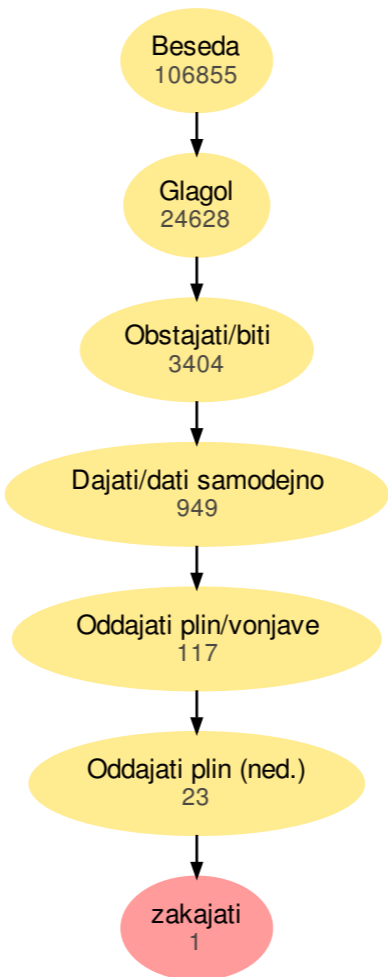 Beseda
106855
Glagol
24628
Obstajati/biti
3404
Dajati/dati samodejno
949
Oddajati plin/vonjave
117
Oddajati plin (ned.)
23
zakajati
1